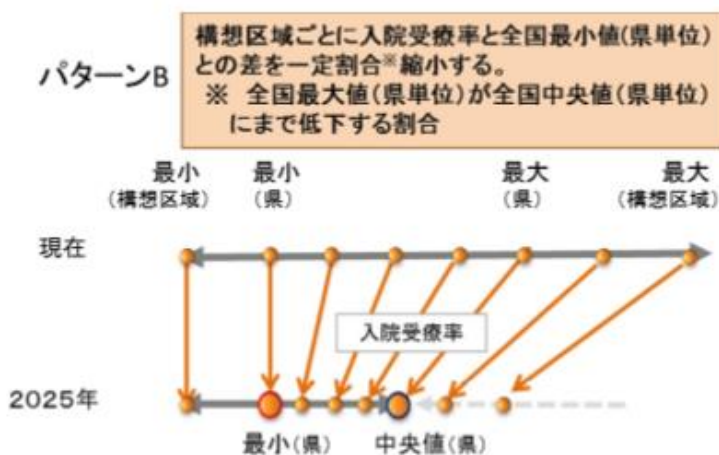 パターンB
構想区域ごとに入院受療率と全国最小値(県単位)
との差を一定割合※縮小する。
※ 全国最大値(県単位)が全国中央値(県単位)
にまで低下する割合
最小
(構想区域)
最小
(県)
最大
(県)
最大
(構想区域)
現在
入院受療率
2025年
最小(県)
中央値(県)